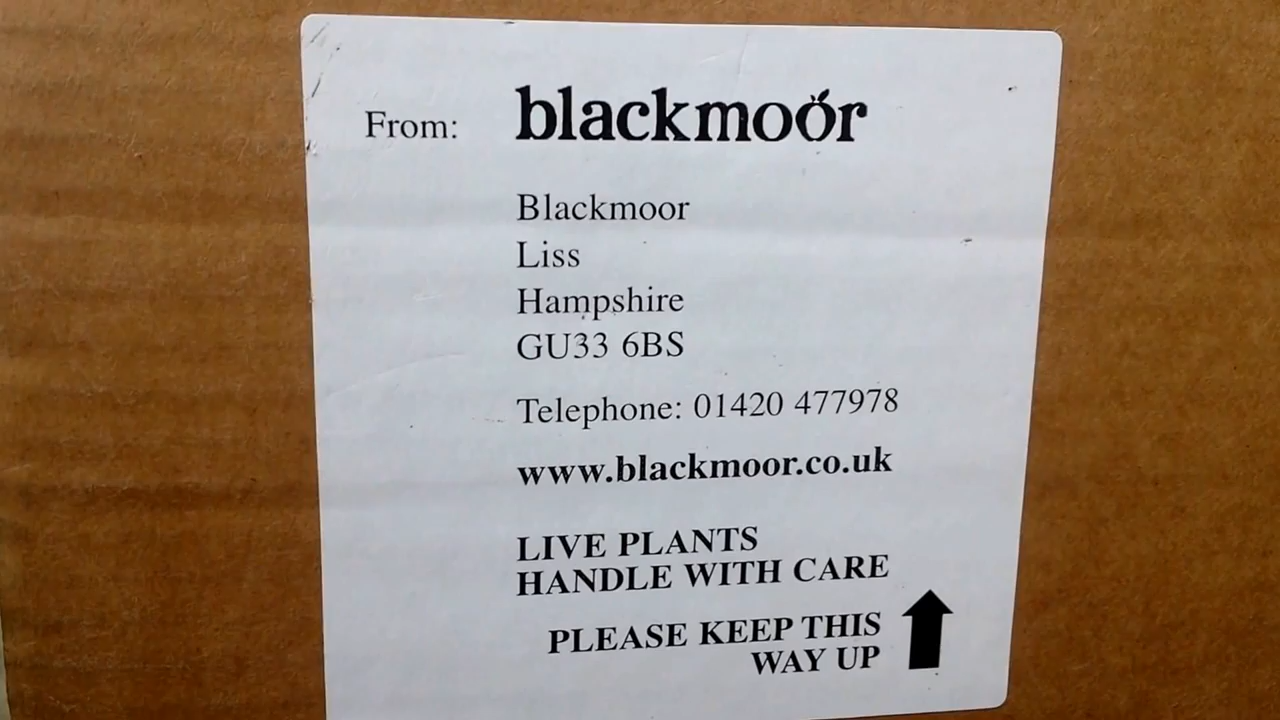 From: blackmoor
Blackmoor
Liss
Hampshire
GU33 6BS
Telephone: 01420 477978
www.blackmoor.co.uk
LIVE PLANTS
HANDLE WITH CARE
PLEASE KEEP THIS
WAY UP